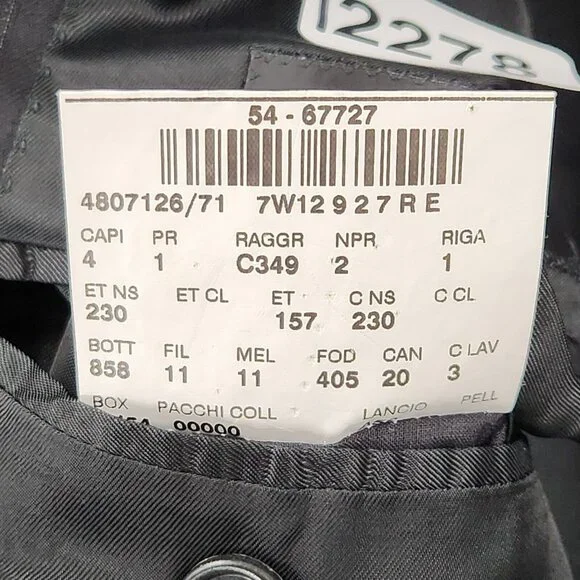 12278
54 - 67727
4807126/71 7W12 9 2 7 R E
CAPI PR RAGGR NPR RIGA
4 1 C349 2 1
ET NS ET CL ET C NS C CL
230 157 230
BOTT FIL MEL FOD CAN C LAV
858 11 11 405 20 3
BOX PACCHI COLL LANCIO PELL
00000